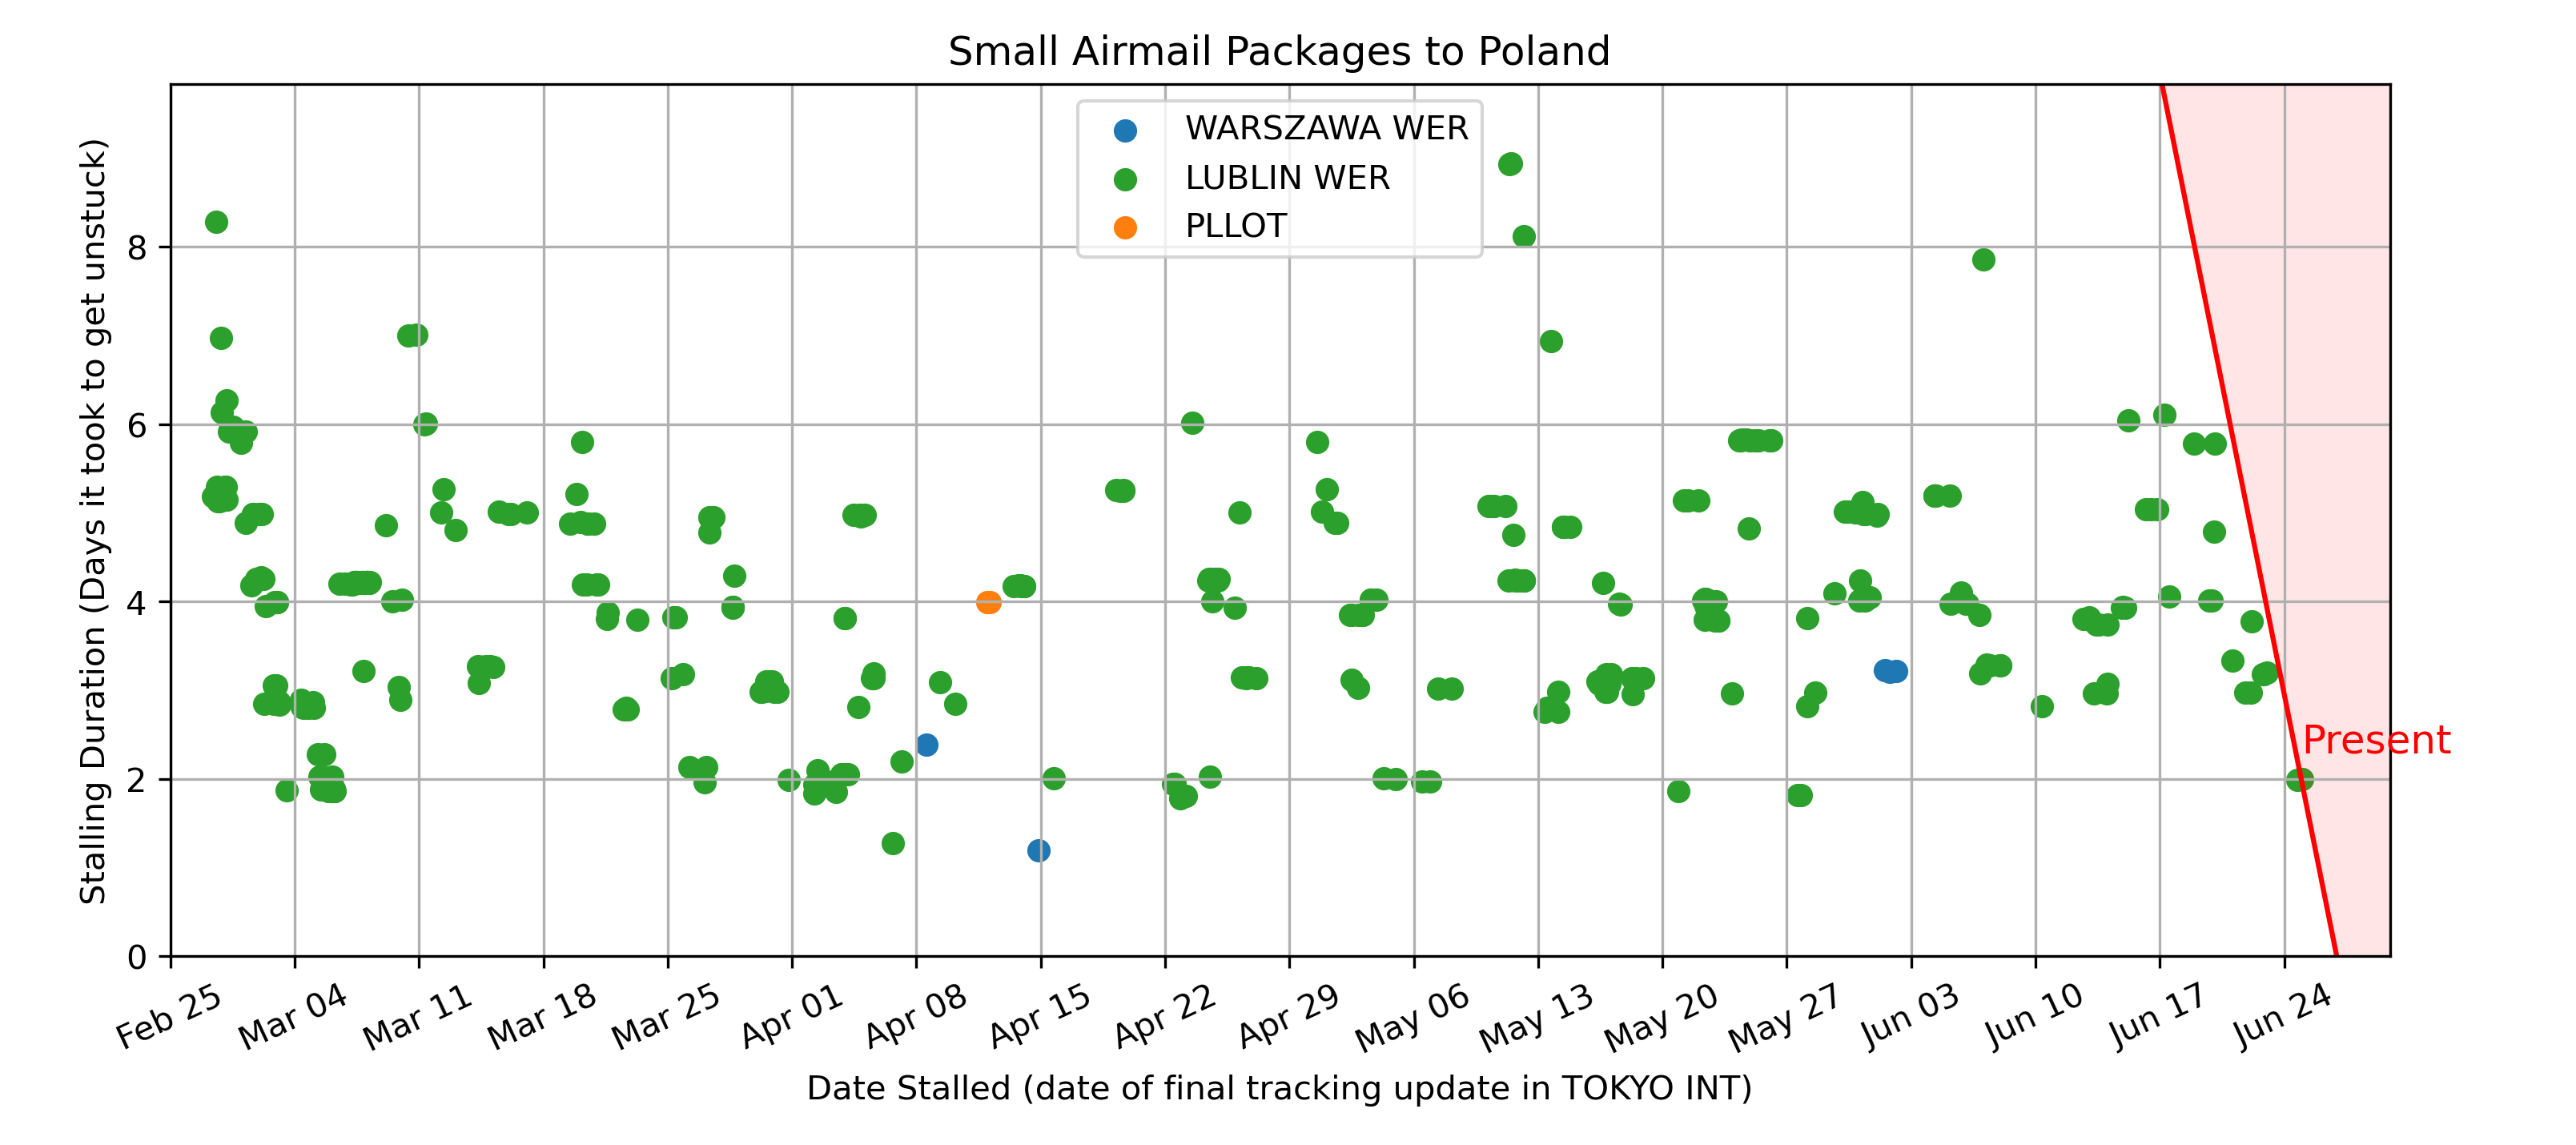 Small Airmail Packages to Poland
WARSZAWA WER
LUBLIN WER
PLLOT
Stalling Duration (Days it took to get unstuck)
8
6
4
2
0
Present
Feb 25
Mar 04
Mar 11
Mar 18
Mar 25
Apr 01
Apr 08
Apr 15
Apr 22
Apr 29
May 06
May 13
May 20
May 27
Jun 03
Jun 10
Jun 17
Jun 24
Date Stalled (date of final tracking update in TOKYO INT)